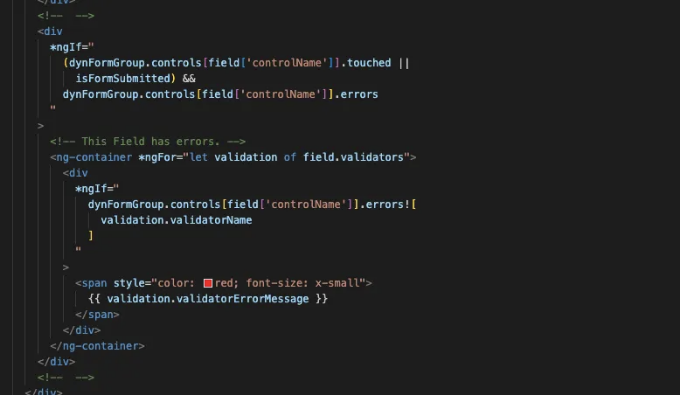 </div>
<!--  -->
<div
*ngIf="
(dynFormGroup.controls[field['controlName']].touched ||
isFormSubmitted) &&
dynFormGroup.controls[field['controlName']].errors
"
>
<!-- This Field has errors. -->
<ng-container *ngFor="let validation of field.validators">
<div
*ngIf="
dynFormGroup.controls[field['controlName']].errors![
validation.validatorName
]
"
>
<span style="color: red; font-size: x-small">
{{ validation.validatorErrorMessage }}
</span>
</div>
</ng-container>
</div>
<!--  -->
</div>